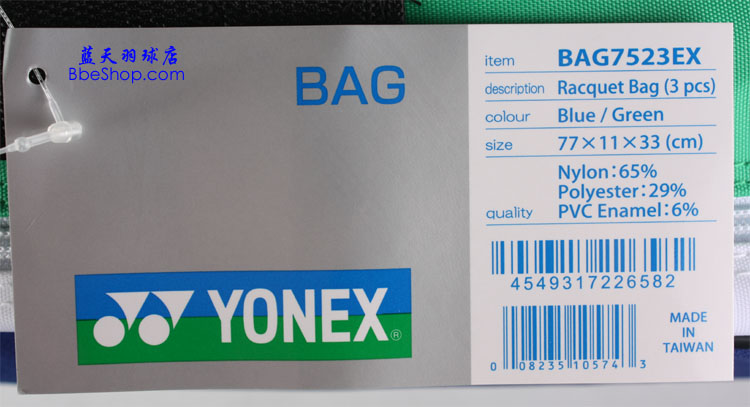 蓝天羽球店
BbeShop.com
BAG
YONEX®
item BAG7523EX
description Racquet Bag (3 pcs)
colour Blue / Green
size 77×11×33 (cm)
quality Nylon:65%
Polyester:29%
PVC Enamel:6%
4549317226582
0 08235 10574 3
MADE
IN
TAIWAN